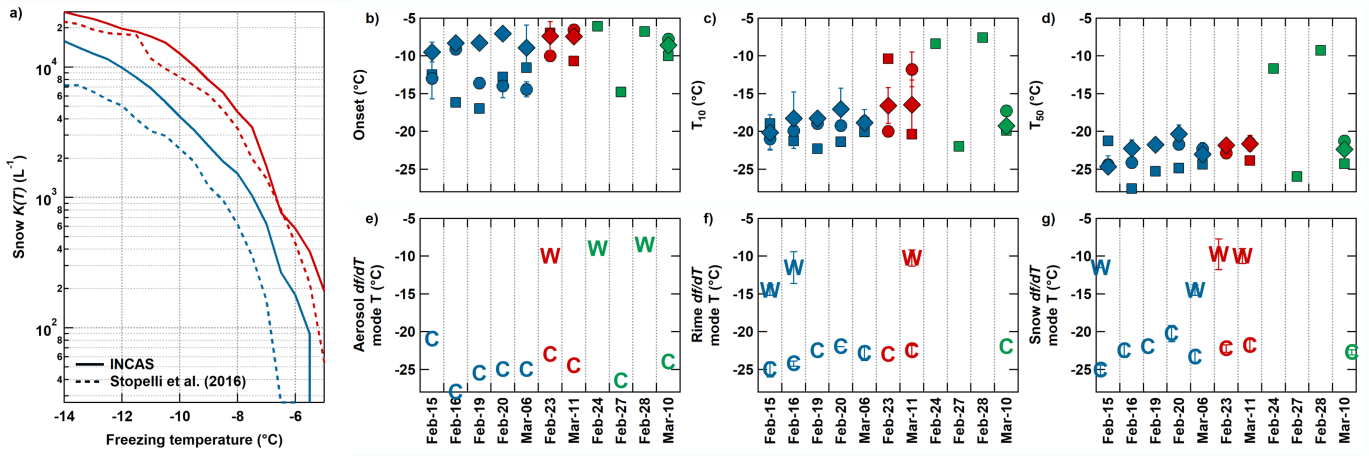 a)
Snow K(T) (L⁻¹)
2
10⁴
8
6
4
2
10³
8
6
4
2
10²
8
6
4
INCAS
Stopelli et al. (2016)
-14 -12 -10 -8 -6
Freezing temperature (°C)
b)
Onset (°C)
-5
-10
-15
-20
-25
c)
T₁₀ (°C)
-5
-10
-15
-20
-25
d)
T₅₀ (°C)
-5
-10
-15
-20
-25
e)
Aerosol df/dT
mode T (°C)
-5
-10
-15
-20
-25
W W W
C C C C C C C C C
Feb-15 Feb-16 Feb-19 Feb-20 Mar-06 Feb-23 Mar-11 Feb-24 Feb-27 Feb-28 Mar-10
f)
Rime df/dT
mode T (°C)
-5
-10
-15
-20
-25
W W W
C C C C C C C C
Feb-15 Feb-16 Feb-19 Feb-20 Mar-06 Feb-23 Mar-11 Feb-24 Feb-27 Feb-28 Mar-10
g)
Snow df/dT
mode T (°C)
-5
-10
-15
-20
-25
W W W W
C C C C C C C C
Feb-15 Feb-16 Feb-19 Feb-20 Mar-06 Feb-23 Mar-11 Feb-24 Feb-27 Feb-28 Mar-10